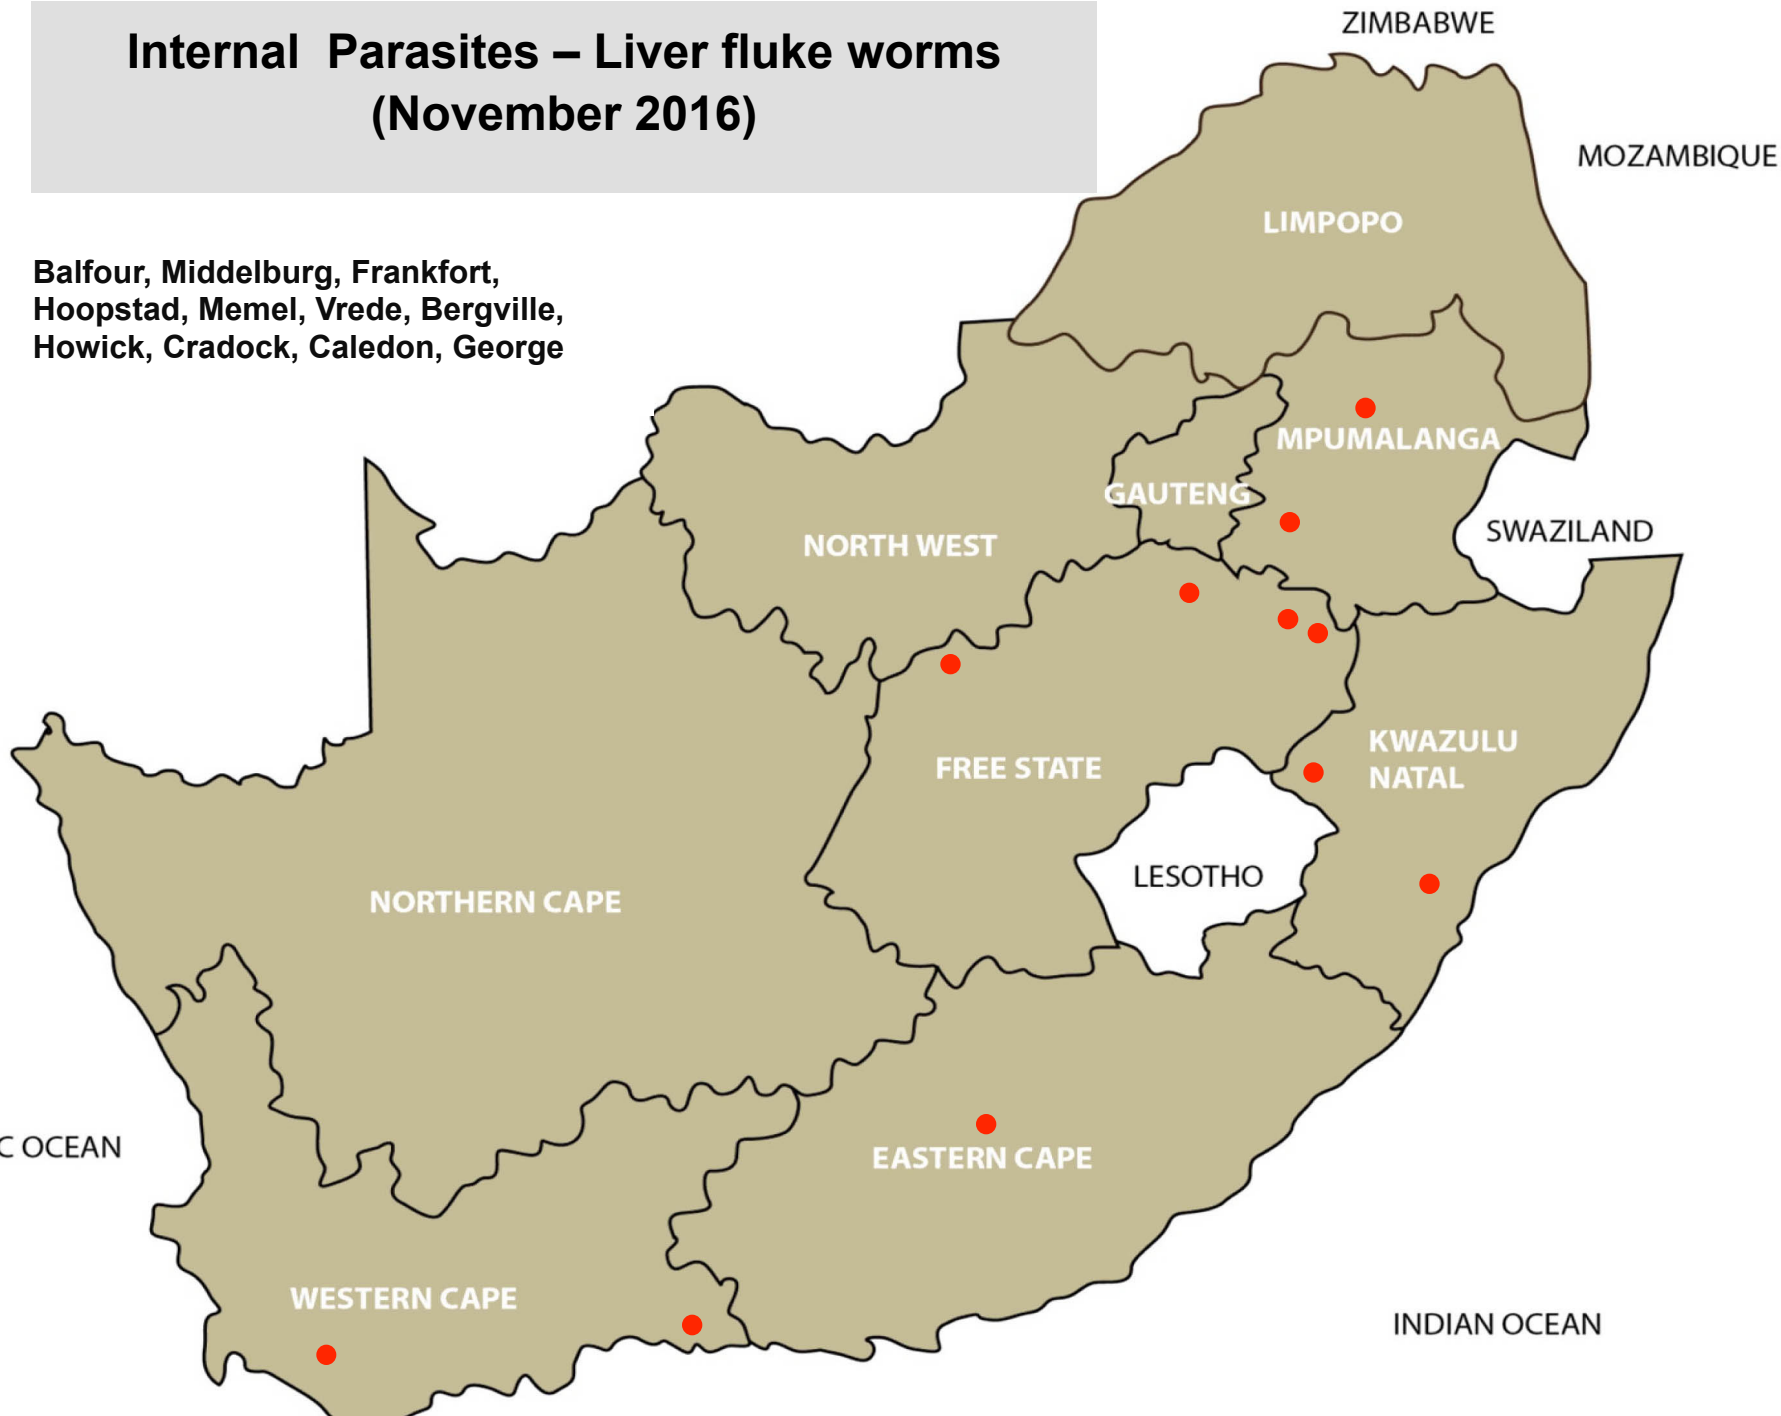 Internal Parasites – Liver fluke worms
(November 2016)
Balfour, Middelburg, Frankfort,
Hoopstad, Memel, Vrede, Bergville,
Howick, Cradock, Caledon, George
ZIMBABWE
MOZAMBIQUE
LIMPOPO
MPUMALANGA
GAUTENG
SWAZILAND
NORTH WEST
KWAZULU
NATAL
FREE STATE
LESOTHO
NORTHERN CAPE
C OCEAN
EASTERN CAPE
WESTERN CAPE
INDIAN OCEAN